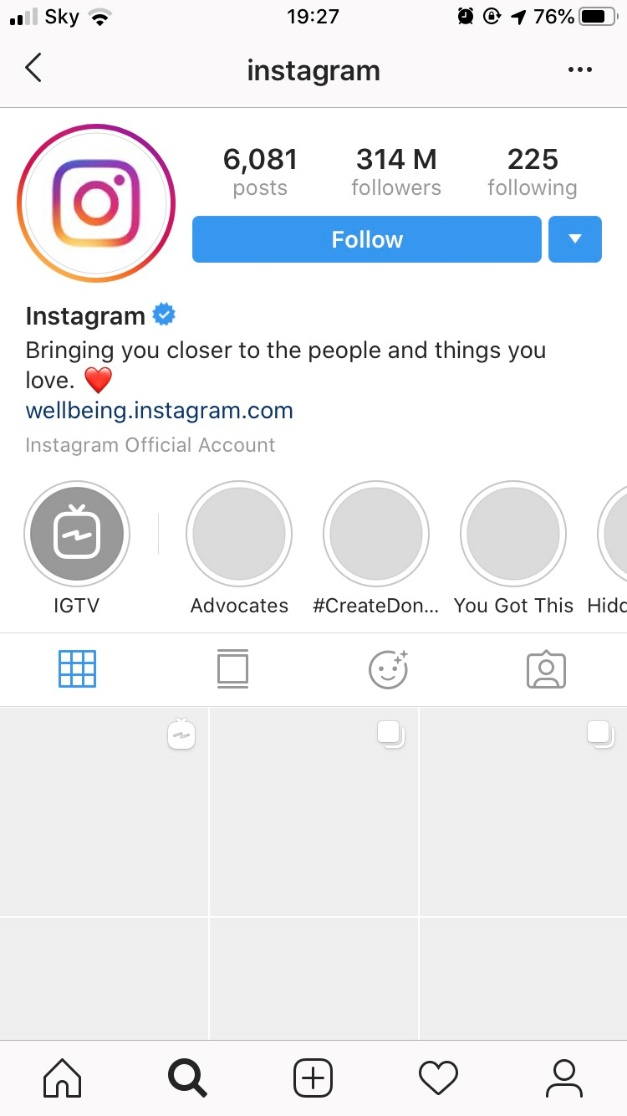 Sky 19:27 76%
instagram
6,081 314 M 225
posts followers following
Follow
Instagram
Bringing you closer to the people and things you
love. ❤️
wellbeing.instagram.com
Instagram Official Account
IGTV Advocates #CreateDon... You Got This Hidd